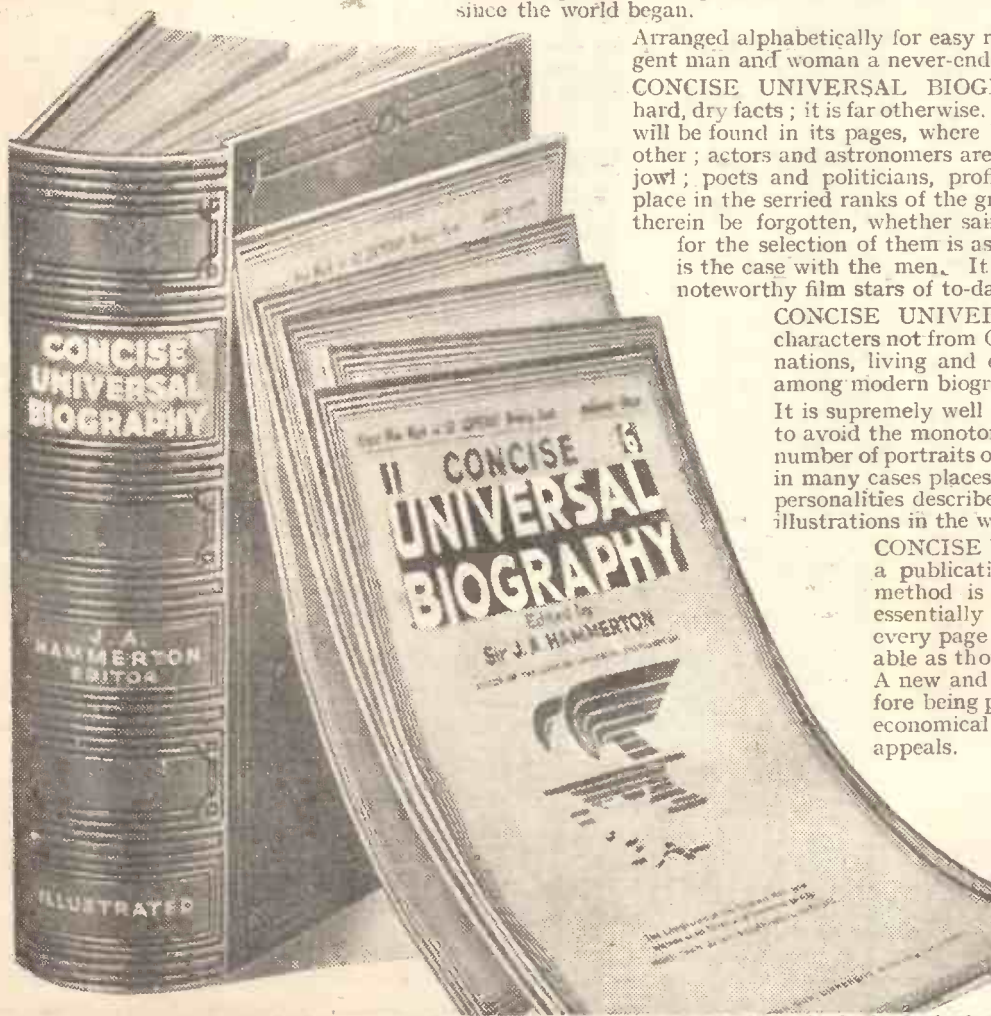 since the world began.
Arranged alphabetically for easy r
gent man and woman a never-end
CONCISE UNIVERSAL BIOG
hard, dry facts ; it is far otherwise.
will be found in its pages, where
other ; actors and astronomers are
jowl ; poets and politicians, prof
place in the serried ranks of the gr
therein be forgotten, whether sai
for the selection of them is as
is the case with the men. It
noteworthy film stars of to-da
CONCISE UNIVE
characters not from
nations, living and
among modern biogr
It is supremely well
to avoid the monoto
number of portraits o
in many cases places
personalities describe
illustrations in the w
CONCISE
a publicati
method is
essentially
every page
able as tho
A new and
fore being p
economical
appeals.
CONCISE
UNIVERSAL
BIOGRAPHY
J. A.
HAMMERTON
EDITOR
ILLUSTRATED
CONCISE
UNIVERSAL
BIOGRAPHY
Edited by
Sir J. A. HAMMERTON